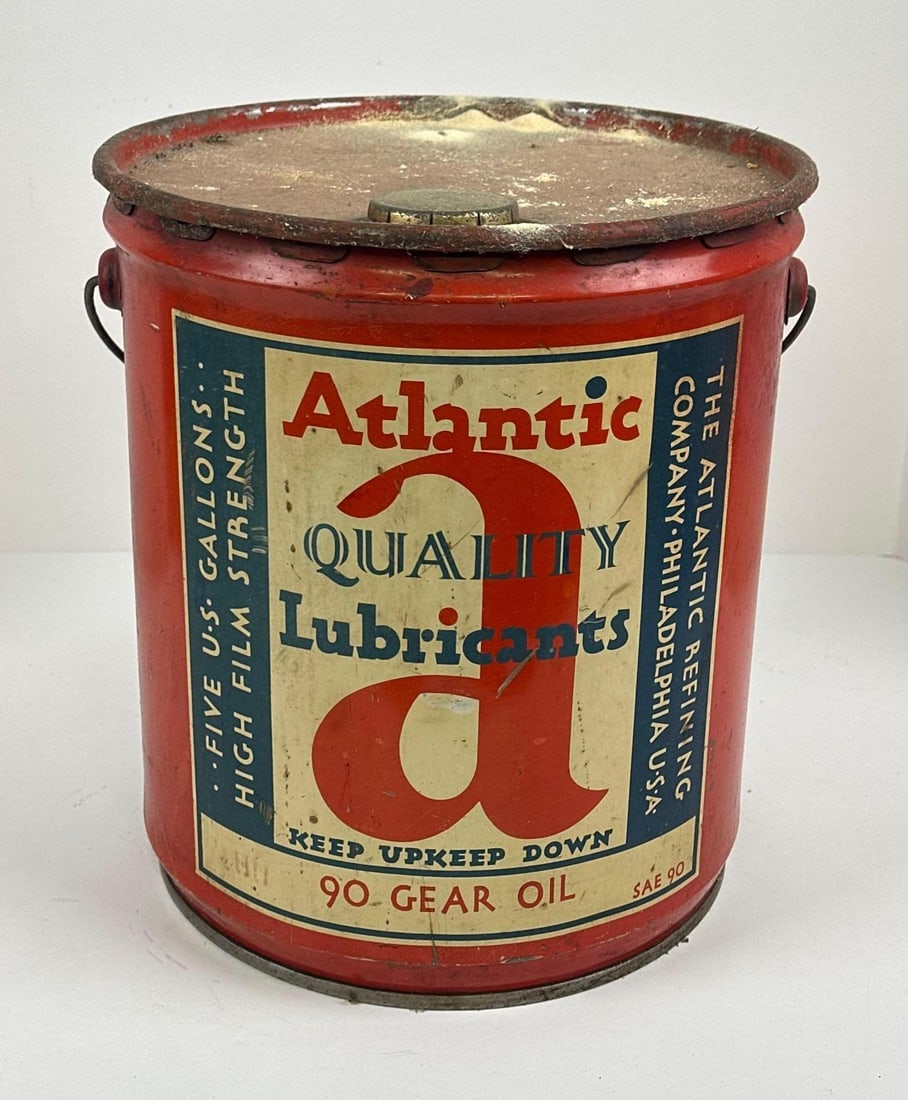 Atlantic
a
QUALITY
Lubricants
KEEP UPKEEP DOWN
90 GEAR OIL
SAE 90
··FIVE U·S· GALLONS··
HIGH FILM STRENGTH
THE ATLANTIC REFINING
COMPANY·PHILADELPHIA U·S·A·